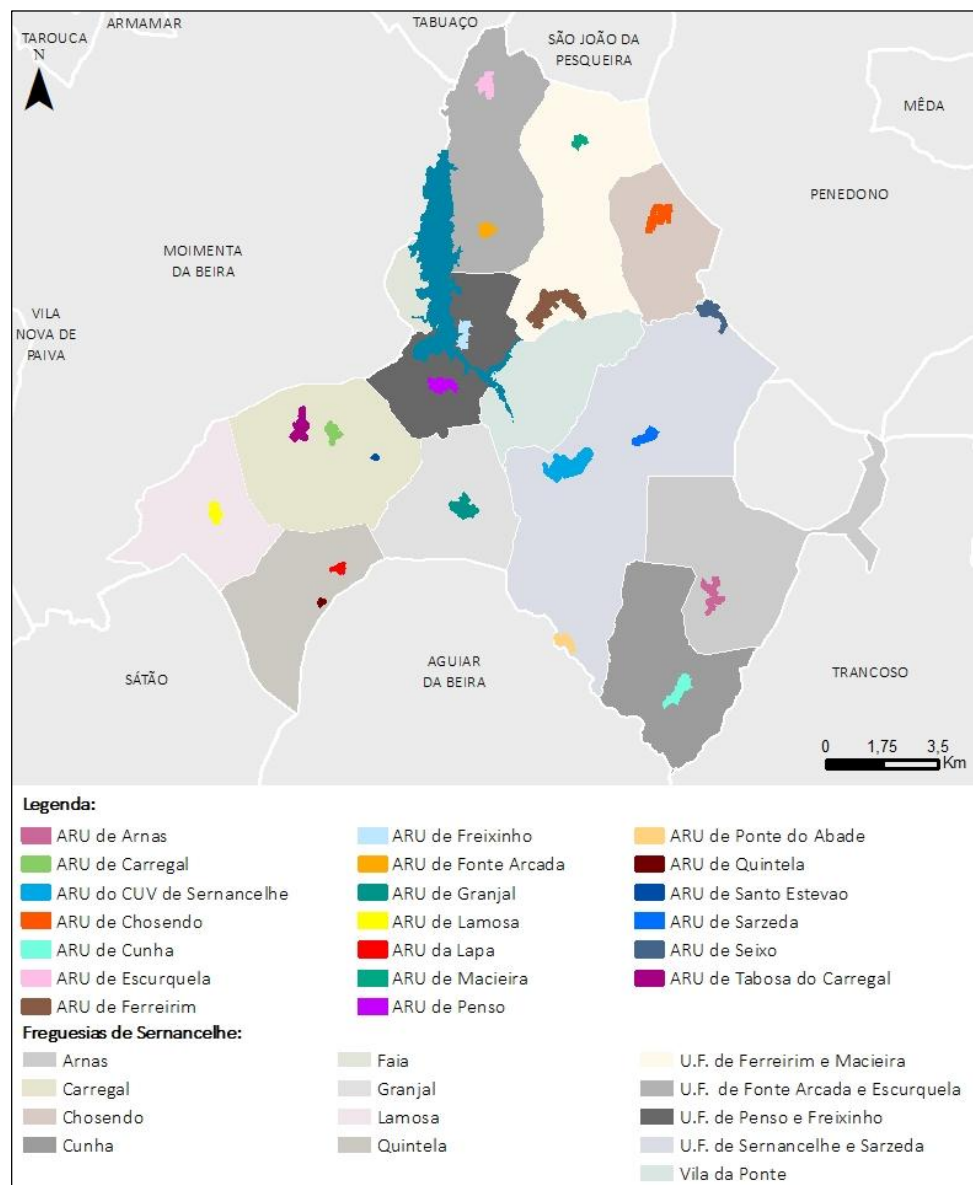 ARMAMAR
TABUAÇO
TAROUCA
N
SÃO JOÃO DA
PESQUEIRA
MÊDA
PENEDONO
MOIMENTA
DA BEIRA
VILA
NOVA DE
PAIVA
SÁTÃO
AGUIAR
DA BEIRA
TRANCOSO
0 1,75 3,5
Km
Legenda:
ARU de Arnas
ARU de Carregal
ARU do CUV de Sernancelhe
ARU de Chosendo
ARU de Cunha
ARU de Escurquela
ARU de Ferreirim
ARU de Freixinho
ARU de Fonte Arcada
ARU de Granjal
ARU de Lamosa
ARU da Lapa
ARU de Macieira
ARU de Penso
ARU de Ponte do Abade
ARU de Quintela
ARU de Santo Estevao
ARU de Sarzeda
ARU de Seixo
ARU de Tabosa do Carregal
Freguesias de Sernancelhe:
Arnas
Carregal
Chosendo
Cunha
Faia
Granjal
Lamosa
Quintela
U.F. de Ferreirim e Macieira
U.F. de Fonte Arcada e Escurquela
U.F. de Penso e Freixinho
U.F. de Sernancelhe e Sarzeda
Vila da Ponte